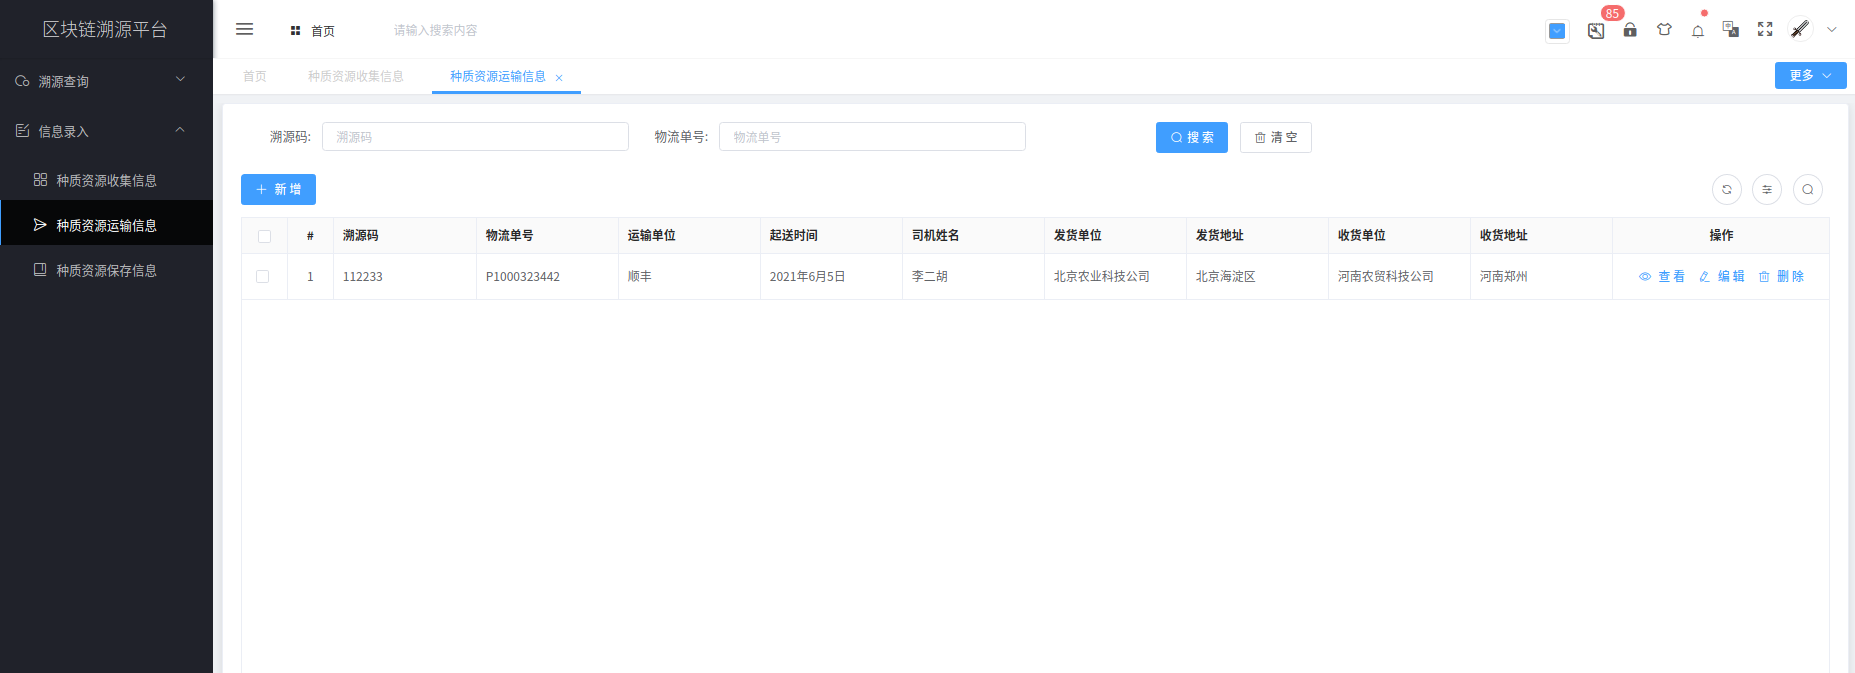 区块链溯源平台
首页
请输入搜索内容
85
溯源查询
首页
种质资源收集信息
种质资源运输信息
更多
信息录入
种质资源收集信息
种质资源运输信息
种质资源保存信息
溯源码:
溯源码
物流单号:
物流单号
搜 索
清 空
新 增
# 溯源码 物流单号 运输单位 起送时间 司机姓名 发货单位 发货地址 收货单位 收货地址 操作
1 112233 P1000323442 顺丰 2021年6月5日 李二胡 北京农业科技公司 北京海淀区 河南农贸科技公司 河南郑州 查 看 编 辑 删 除